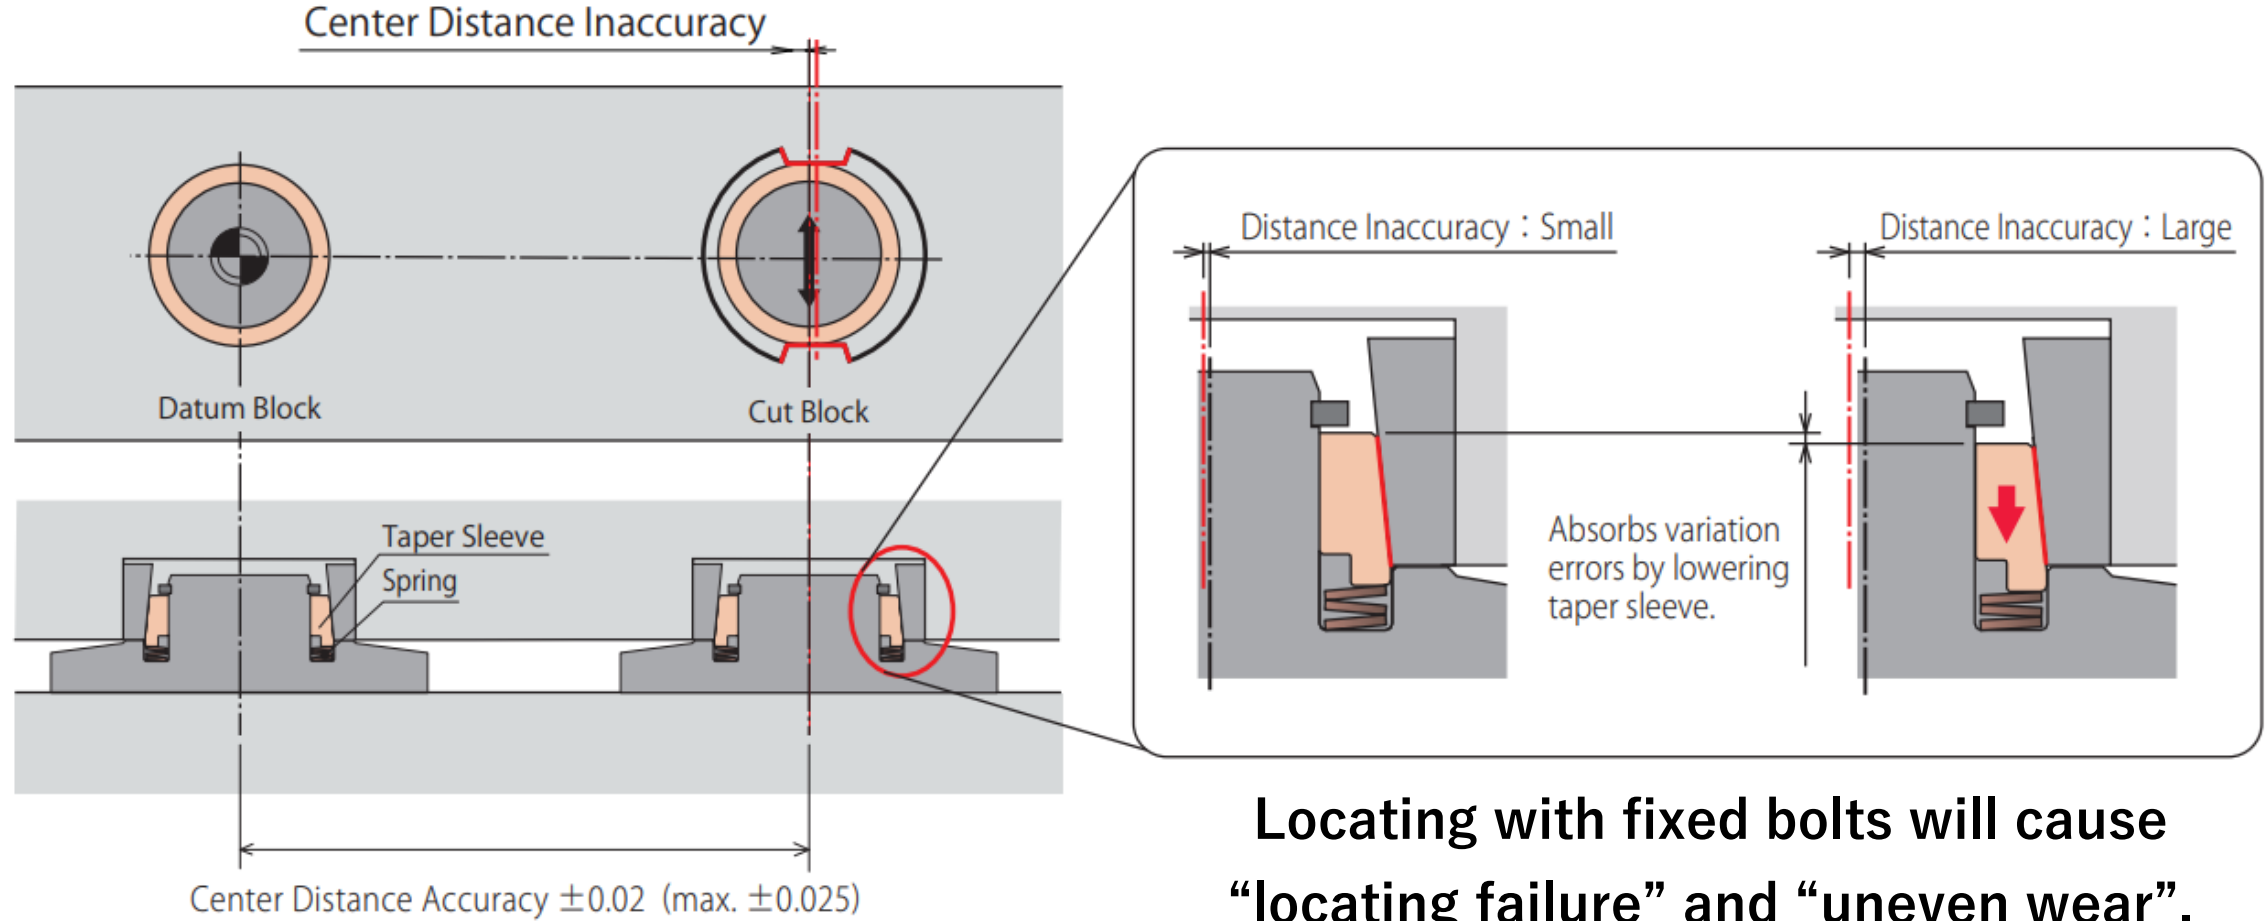 Center Distance Inaccuracy
Datum Block
Cut Block
Taper Sleeve
Spring
Center Distance Accuracy ±0.02 (max. ±0.025)
Distance Inaccuracy：Small
Distance Inaccuracy：Large
Absorbs variation
errors by lowering
taper sleeve.
Locating with fixed bolts will cause
“locating failure” and “uneven wear”.